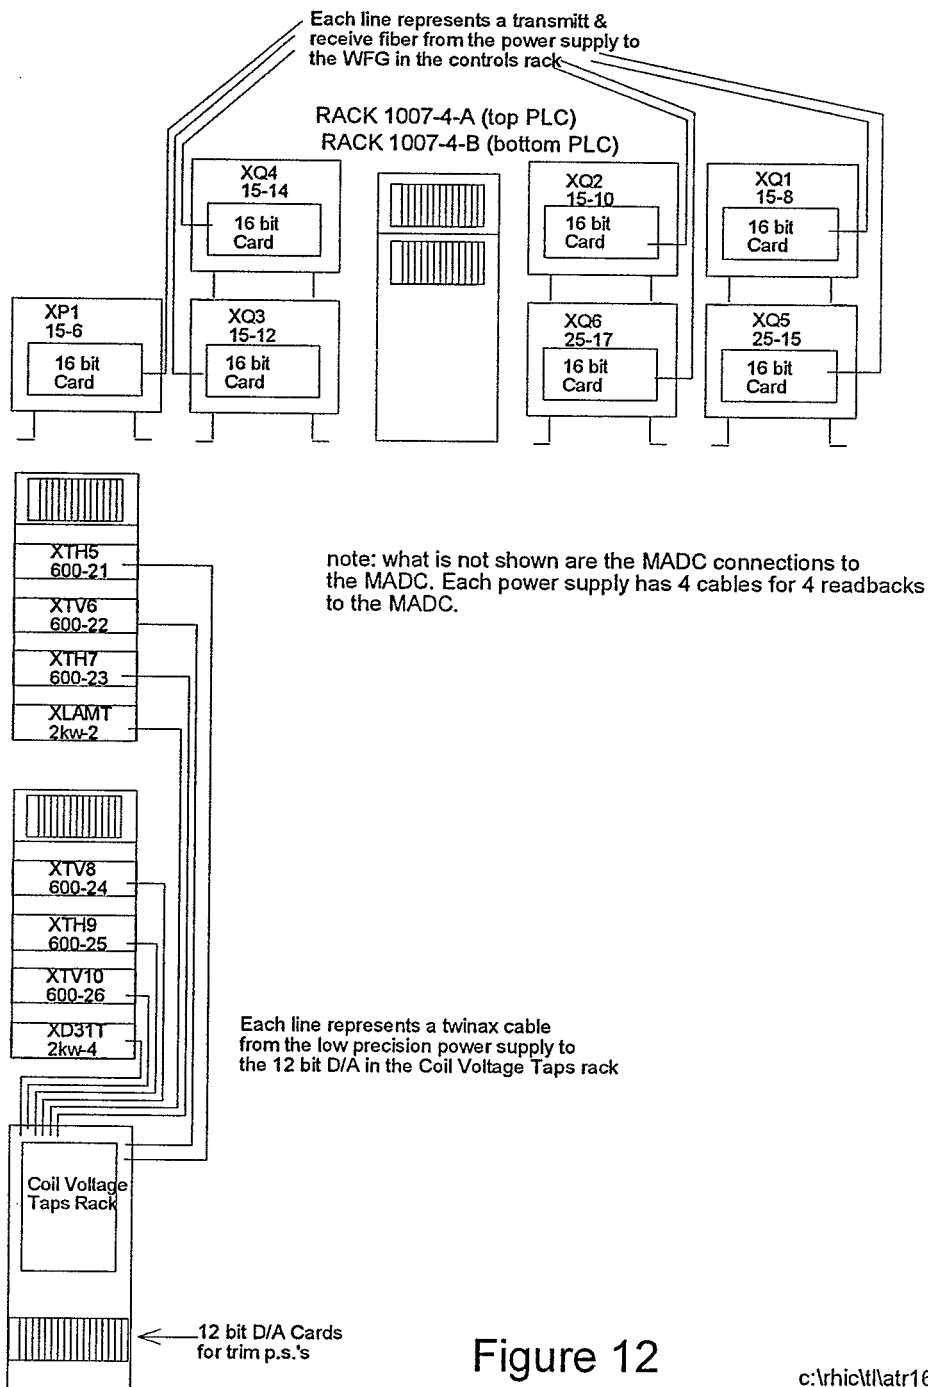 Each line represents a transmitt &
receive fiber from the power supply to
the WFG in the controls rack
RACK 1007-4-A (top PLC)
RACK 1007-4-B (bottom PLC)
XQ4
15-14
16 bit
Card
XQ2
15-10
16 bit
Card
XQ1
15-8
16 bit
Card
XP1
15-6
16 bit
Card
XQ3
15-12
16 bit
Card
XQ6
25-17
16 bit
Card
XQ5
25-15
16 bit
Card
XTH5
600-21
XTV6
600-22
XTH7
600-23
XLAMT
2kw-2
note: what is not shown are the MADC connections to
the MADC. Each power supply has 4 cables for 4 readbacks
to the MADC.
XTV8
600-24
XTH9
600-25
XTV10
600-26
XD31T
2kw-4
Each line represents a twinax cable
from the low precision power supply to
the 12 bit D/A in the Coil Voltage Taps rack
Coil Voltage
Taps Rack
12 bit D/A Cards
for trim p.s.'s
Figure 12
c:\rhic\tl\atr16